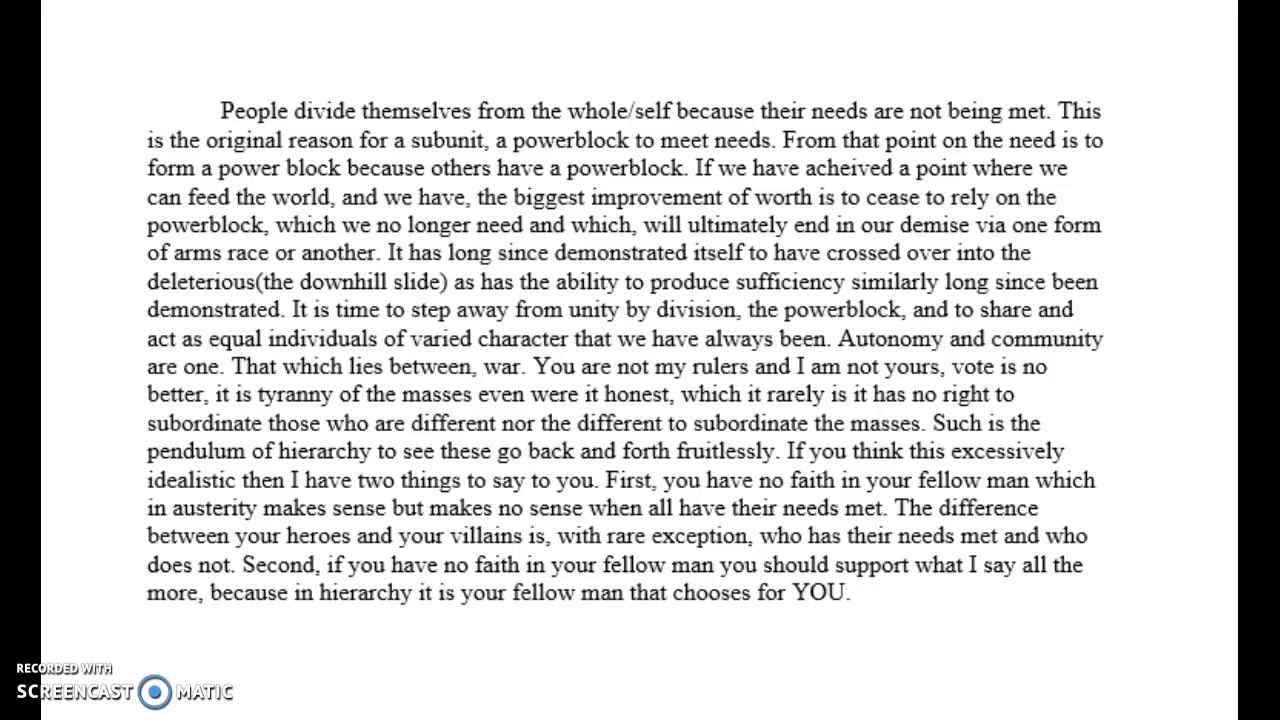 People divide themselves from the whole/self because their needs are not being met. This
is the original reason for a subunit, a powerblock to meet needs. From that point on the need is to
form a power block because others have a powerblock. If we have acheived a point where we
can feed the world, and we have, the biggest improvement of worth is to cease to rely on the
powerblock, which we no longer need and which, will ultimately end in our demise via one form
of arms race or another. It has long since demonstrated itself to have crossed over into the
deleterious(the downhill slide) as has the ability to produce sufficiency similarly long since been
demonstrated. It is time to step away from unity by division, the powerblock, and to share and
act as equal individuals of varied character that we have always been. Autonomy and community
are one. That which lies between, war. You are not my rulers and I am not yours, vote is no
better, it is tyranny of the masses even were it honest, which it rarely is it has no right to
subordinate those who are different nor the different to subordinate the masses. Such is the
pendulum of hierarchy to see these go back and forth fruitlessly. If you think this excessively
idealistic then I have two things to say to you. First, you have no faith in your fellow man which
in austerity makes sense but makes no sense when all have their needs met. The difference
between your heroes and your villains is, with rare exception, who has their needs met and who
does not. Second, if you have no faith in your fellow man you should support what I say all the
more, because in hierarchy it is your fellow man that chooses for YOU.
RECORDED WITH
SCREENCAST MATIC